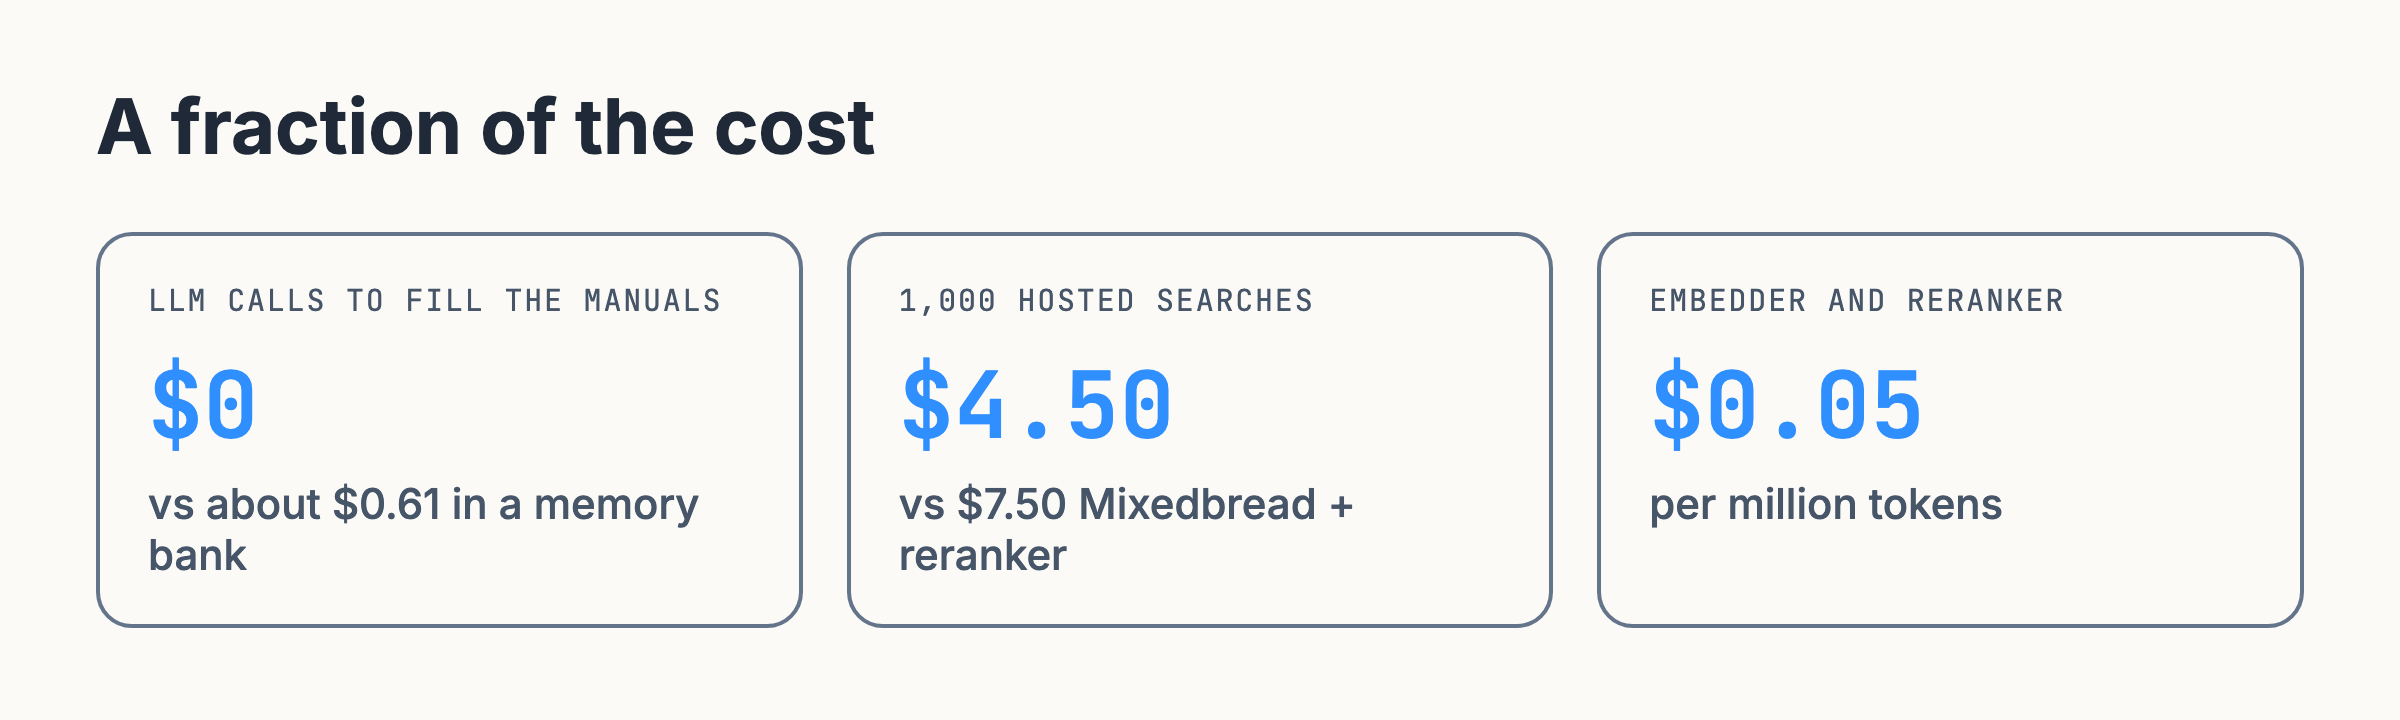 A fraction of the cost
LLM CALLS TO FILL THE MANUALS
$0
vs about $0.61 in a memory
bank
1,000 HOSTED SEARCHES
$4.50
vs $7.50 Mixedbread +
reranker
EMBEDDER AND RERANKER
$0.05
per million tokens